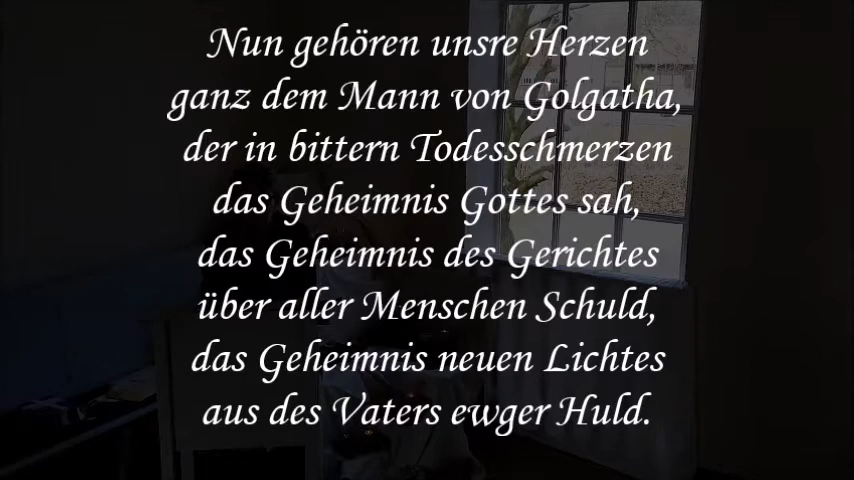 Nun gehören unsre Herzen
ganz dem Mann von Golgatha,
der in bittern Todesschmerzen
das Geheimnis Gottes sah,
das Geheimnis des Gerichtes
über aller Menschen Schuld,
das Geheimnis neuen Lichtes
aus des Vaters ewger Huld.